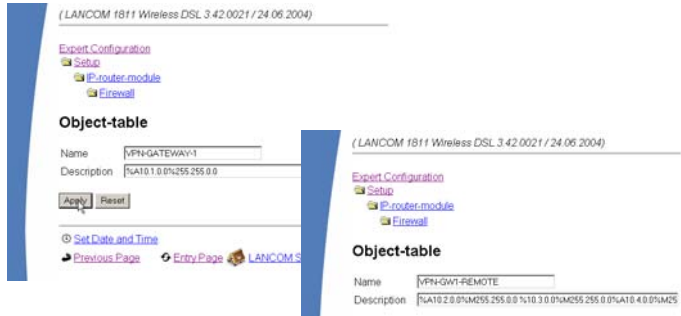 ( LANCOM 1811 Wireless DSL 3.42.0021 / 24.06.2004)
Expert Configuration
Setup
IP-router-module
Firewall
Object-table
Name VPN-GATEWAY-1
Description %A10.1.0.0%255.255.0.0
Apply Reset
Set Date and Time
Previous Page Entry Page LANCOM S
( LANCOM 1811 Wireless DSL 3.42.0021 / 24.06.2004)
Expert Configuration
Setup
IP-router-module
Firewall
Object-table
Name VPN-GW1-REMOTE
Description %A10.2.0.0%M255.255.0.0 %10.3.0.0%M255.255.0.0%A10.4.0.0%M25